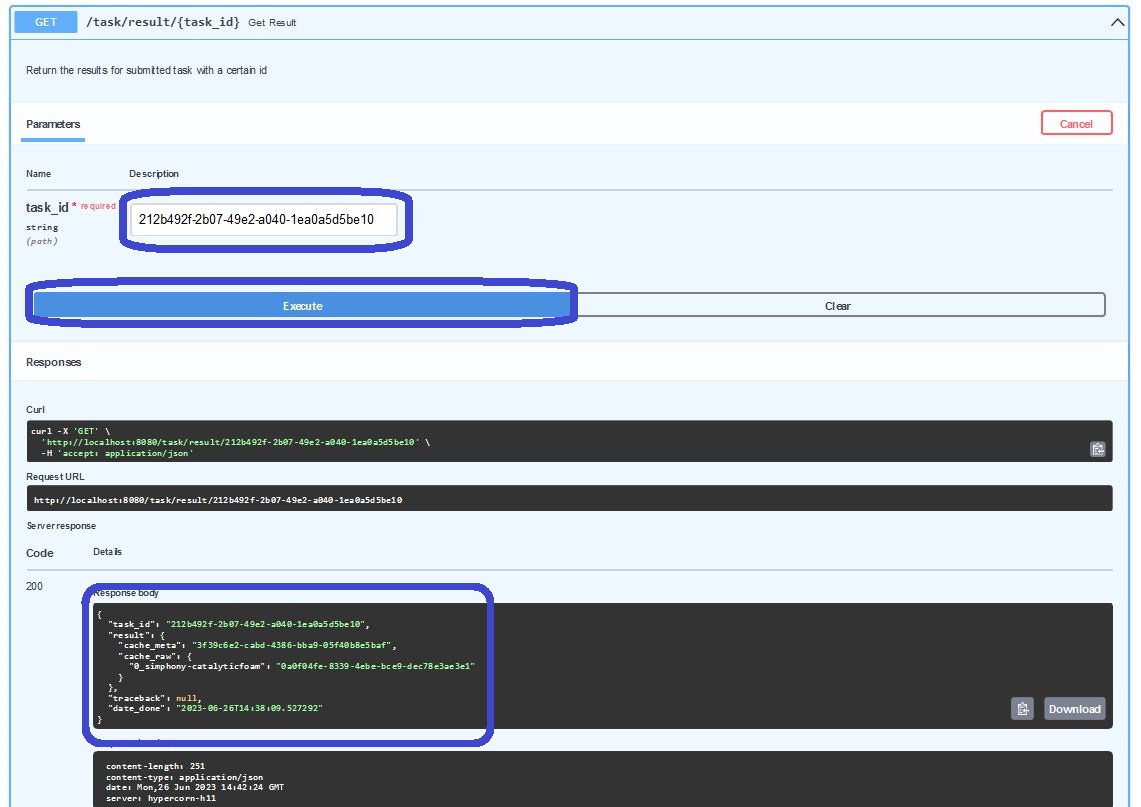 GET /task/result/{task_id} Get Result
Return the results for submitted task with a certain id
Parameters
Cancel
Name Description
task_id * required
string
(path)
212b492f-2b07-49e2-a040-1ea0a5d5be10
Execute Clear
Responses
Curl
curl -X 'GET' \
'http://localhost:8080/task/result/212b492f-2b07-49e2-a040-1ea0a5d5be10' \
-H 'accept: application/json'
Request URL
http://localhost:8080/task/result/212b492f-2b07-49e2-a040-1ea0a5d5be10
Server response
Code Details
200
Response body
{
"task_id": "212b492f-2b07-49e2-a040-1ea0a5d5be10",
"result": {
"cache_meta": "3f39c6e2-cabd-4386-bba9-05f40b8e5baf",
"cache_raw": {
"0_simphony-catalyticfoam": "0a0f04fe-8339-4ebe-bce9-dec78e3ae3e1"
}
},
"traceback": null,
"date_done": "2023-06-26T14:38:09.527292"
}
Download
content-length: 251
content-type: application/json
date: Mon,26 Jun 2023 14:42:24 GMT
server: hypercorn-h11